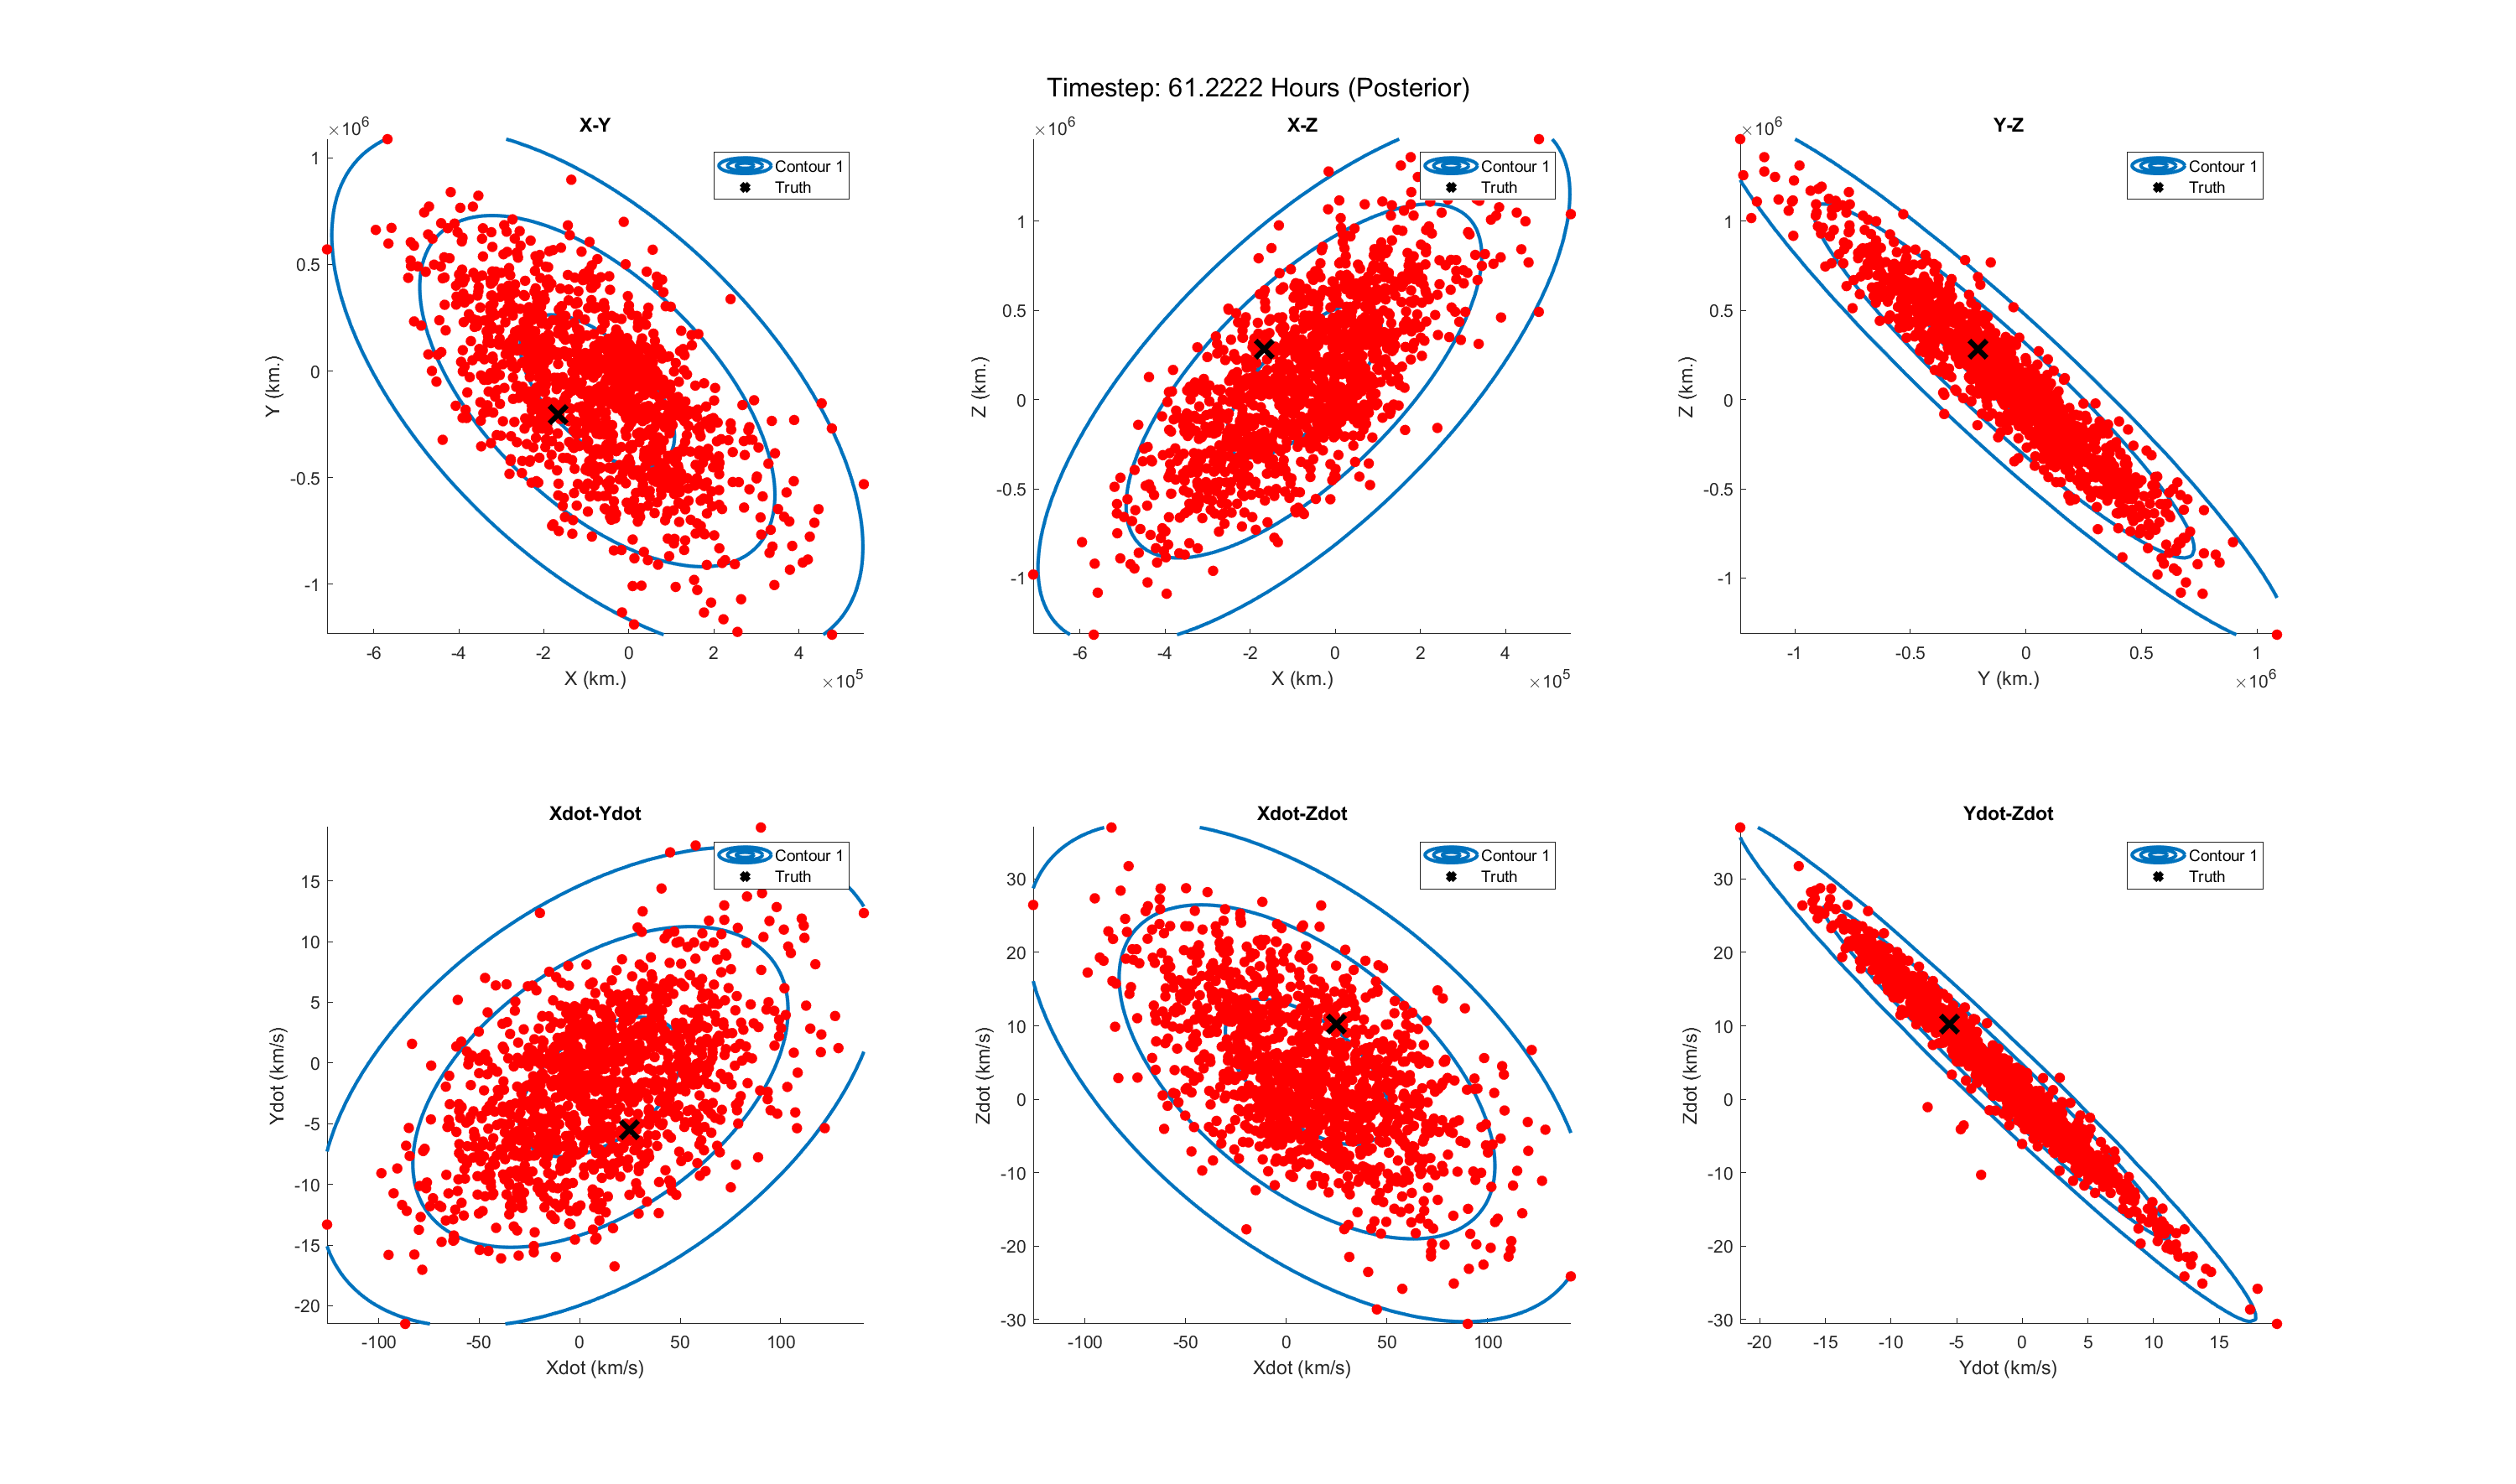 Timestep: 61.2222 Hours (Posterior)
X-Y
×10^6
1
0.5
0
-0.5
-1
Y (km.)
-6 -4 -2 0 2 4
X (km.)
×10^5
Contour 1
Truth
X-Z
×10^6
1
0.5
0
-0.5
-1
Z (km.)
-6 -4 -2 0 2 4
X (km.)
×10^5
Contour 1
Truth
Y-Z
×10^6
1
0.5
0
-0.5
-1
Z (km.)
-1 -0.5 0 0.5 1
Y (km.)
×10^6
Contour 1
Truth
Xdot-Ydot
15
10
5
0
-5
-10
-15
-20
Ydot (km/s)
-100 -50 0 50 100
Xdot (km/s)
Contour 1
Truth
Xdot-Zdot
30
20
10
0
-10
-20
-30
Zdot (km/s)
-100 -50 0 50 100
Xdot (km/s)
Contour 1
Truth
Ydot-Zdot
30
20
10
0
-10
-20
-30
Zdot (km/s)
-20 -15 -10 -5 0 5 10 15
Ydot (km/s)
Contour 1
Truth